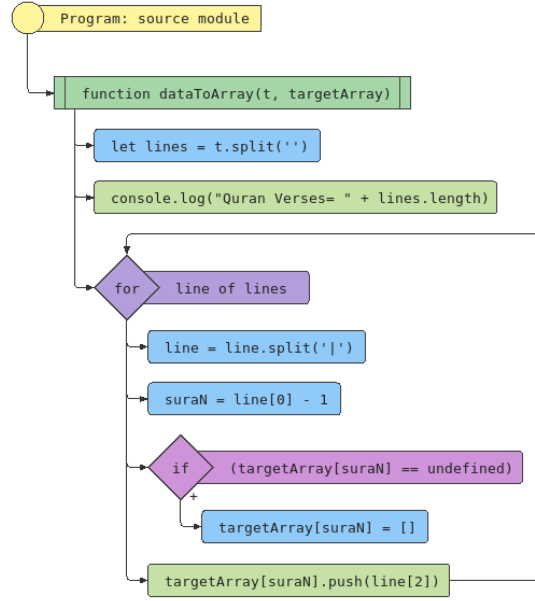 Program: source module
function dataToArray(t, targetArray)
let lines = t.split('')
console.log("Quran Verses= " + lines.length)
for line of lines
line = line.split('|')
suraN = line[0] - 1
if (targetArray[suraN] == undefined)
+
targetArray[suraN] = []
targetArray[suraN].push(line[2])